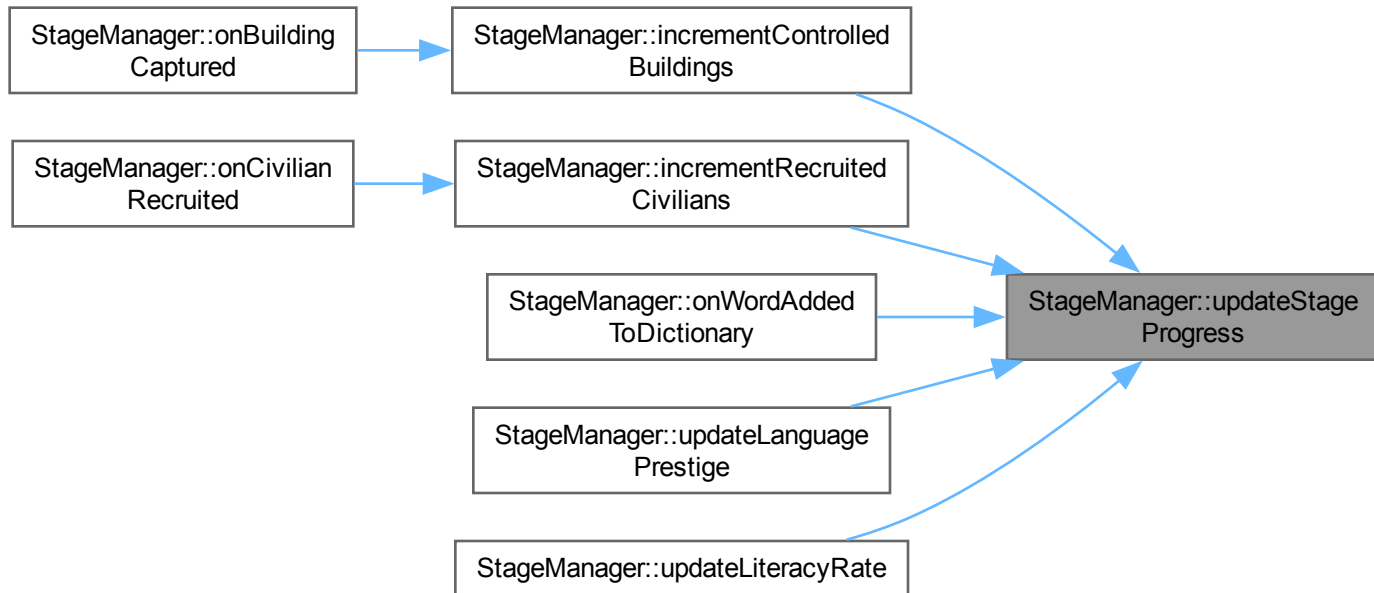 StageManager::onBuilding
Captured
StageManager::incrementControlled
Buildings
StageManager::onCivilian
Recruited
StageManager::incrementRecruited
Civilians
StageManager::onWordAdded
ToDictionary
StageManager::updateStage
Progress
StageManager::updateLanguage
Prestige
StageManager::updateLiteracyRate